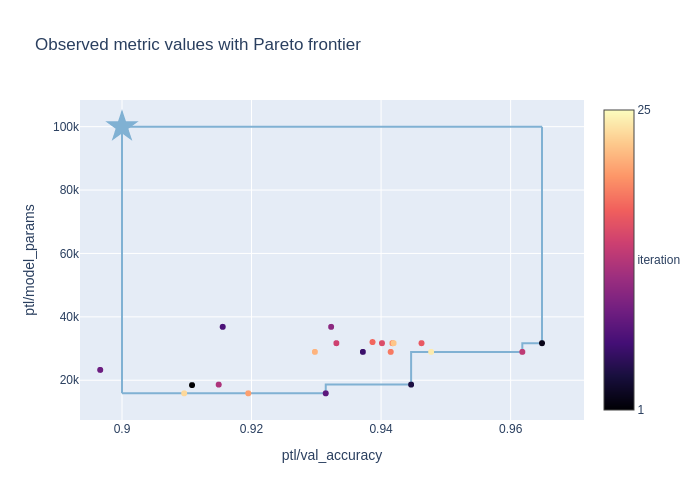 Observed metric values with Pareto frontier
100k
80k
60k
40k
20k
ptl/model_params
0.9
0.92
0.94
0.96
ptl/val_accuracy
25
iteration
1